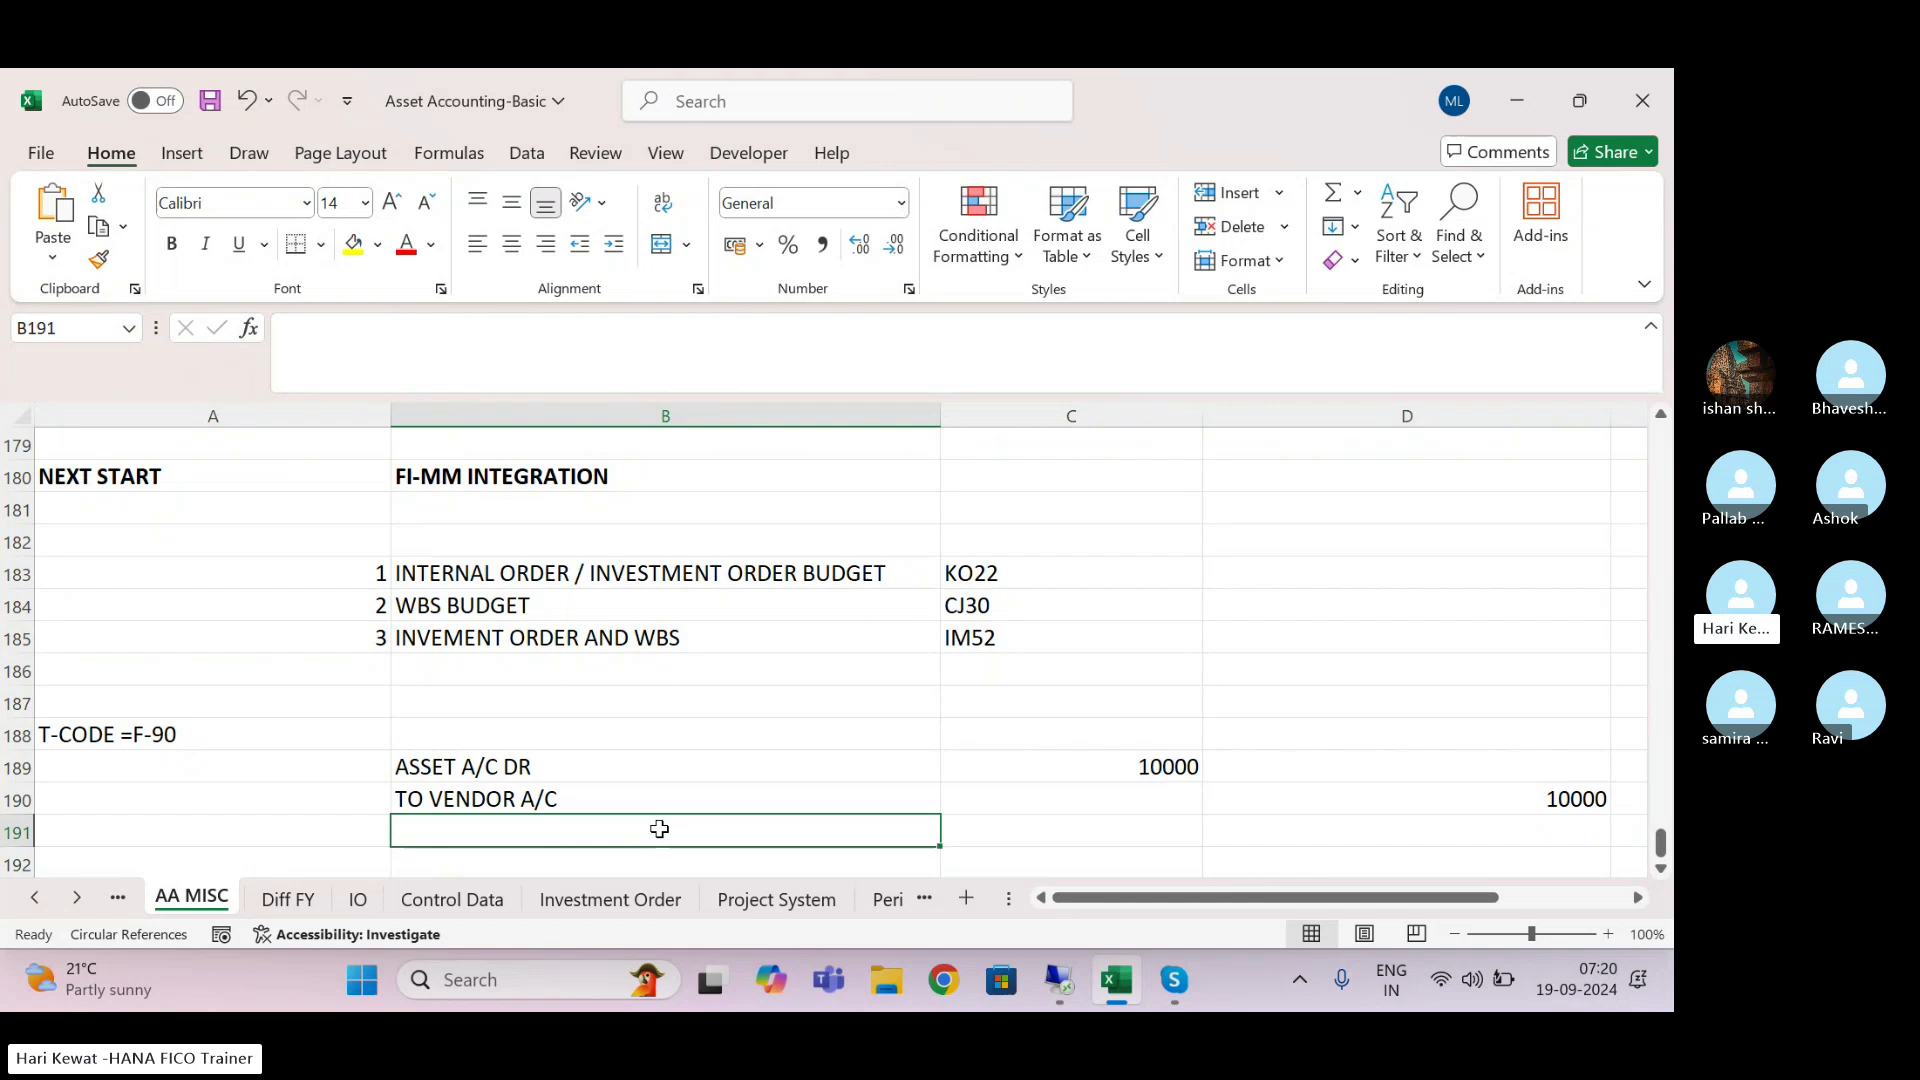 AutoSave Off Asset Accounting-Basic Search ML
File Home Insert Draw Page Layout Formulas Data Review View Developer Help Comments Share
Paste
Clipboard
Calibri 14
B I U A
Font
Alignment
General
Number
Conditional Formatting
Format as Table
Cell Styles
Styles
Insert
Delete
Format
Cells
Sort & Filter
Find & Select
Editing
Add-ins
Add-ins
B191 fx
A B C D
179
180 NEXT START FI-MM INTEGRATION
181
182
183 1 INTERNAL ORDER / INVESTMENT ORDER BUDGET KO22
184 2 WBS BUDGET CJ30
185 3 INVEMENT ORDER AND WBS IM52
186
187
188 T-CODE =F-90
189 ASSET A/C DR 10000
190 TO VENDOR A/C 10000
191
192
AA MISC Diff FY IO Control Data Investment Order Project System Peri
Ready Circular References Accessibility: Investigate 100%
21°C
Partly sunny
Search
ENG
IN
07:20
19-09-2024
ishan sh...
Bhavesh...
Pallab ...
Ashok
Hari Ke...
RAMES...
samira ...
Ravi
Hari Kewat -HANA FICO Trainer